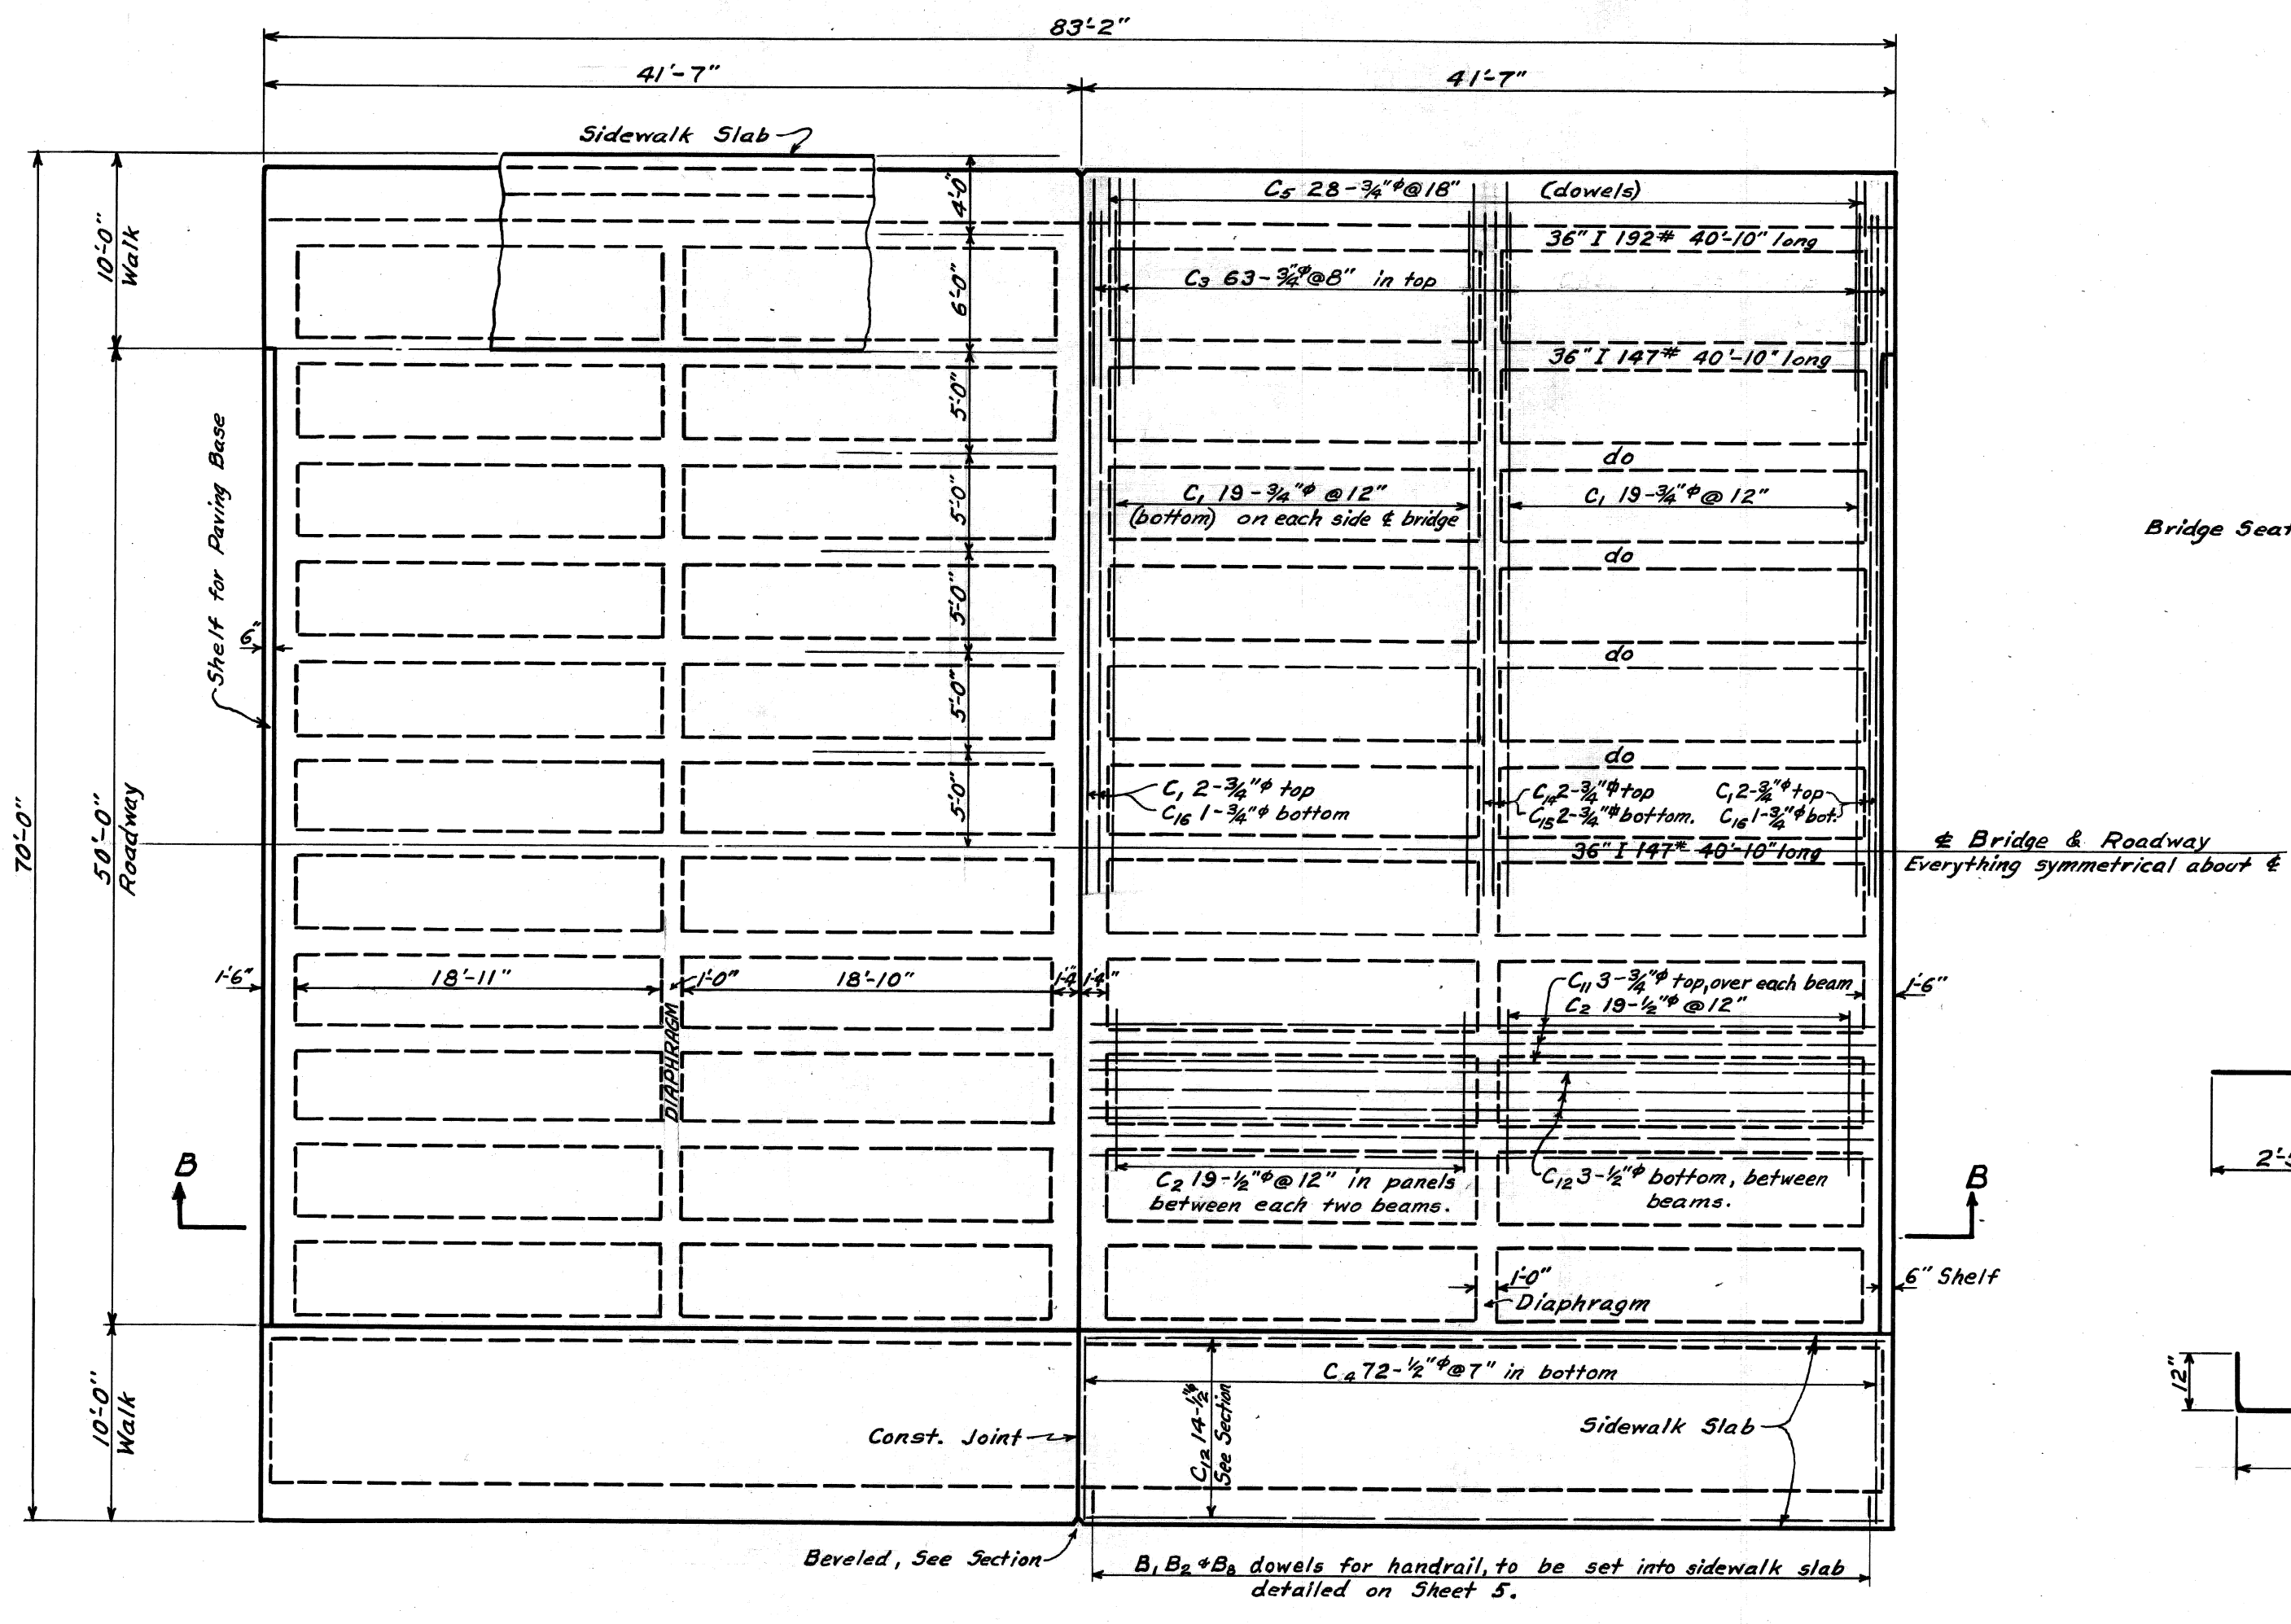 83'-2"
41'-7"
41'-7"
Sidewalk Slab
10'-0"
Walk
4'-0"
6'-0"
C5 28-3/4"ϕ@18" (dowels)
36" I 192# 40'-10" long
C3 63-3/4"ϕ@8" in top
36" I 147# 40'-10" long
5'-0"
do
Shelf for Paving Base
5'-0"
C1 19-3/4"ϕ @12"
(bottom) on each side ℄ bridge
C1 19-3/4"ϕ@12"
Bridge Seat
do
5'-0"
6"
do
5'-0"
do
70'-0"
50'-0"
Roadway
5'-0"
C1 2-3/4"ϕ top
C16 1-3/4"ϕ bottom
C14 2-3/4"ϕ top
C15 2-3/4"ϕ bottom.
C1 2-3/4"ϕ top
C16 1-3/4"ϕ bot.
36" I 147# 40'-10" long
℄ Bridge & Roadway
Everything symmetrical about ℄
1'-6"
18'-11"
1'-0"
18'-10"
1'-4"
1'-4"
C11 3-3/4"ϕ top, over each beam
C2 19-1/2"ϕ @12"
1'-6"
DIAPHRAGM
B
C2 19-1/2"ϕ@12" in panels
between each two beams.
C12 3-1/2"ϕ bottom, between
beams.
B
1'-0"
Diaphragm
6" Shelf
10'-0"
Walk
C4 72-1/2"ϕ@7" in bottom
C12 14-1/2"ϕ
See Section
Const. Joint
Sidewalk Slab
12"
Beveled, See Section
B1, B2 & B3 dowels for handrail, to be set into sidewalk slab
detailed on Sheet 5.